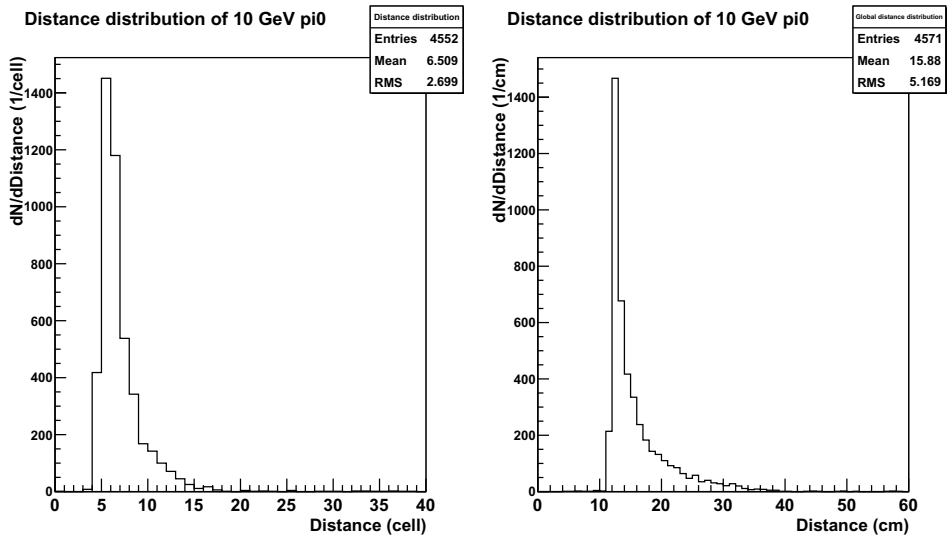 Distance distribution of 10 GeV pi0
Distance distribution
Entries 4552
Mean 6.509
RMS 2.699
dN/dDistance (1/cell)
1400
1200
1000
800
600
400
200
0
0 5 10 15 20 25 30 35 40
Distance (cell)
Distance distribution of 10 GeV pi0
Global distance distribution
Entries 4571
Mean 15.88
RMS 5.169
dN/dDistance (1/cm)
1400
1200
1000
800
600
400
200
0
0 10 20 30 40 50 60
Distance (cm)